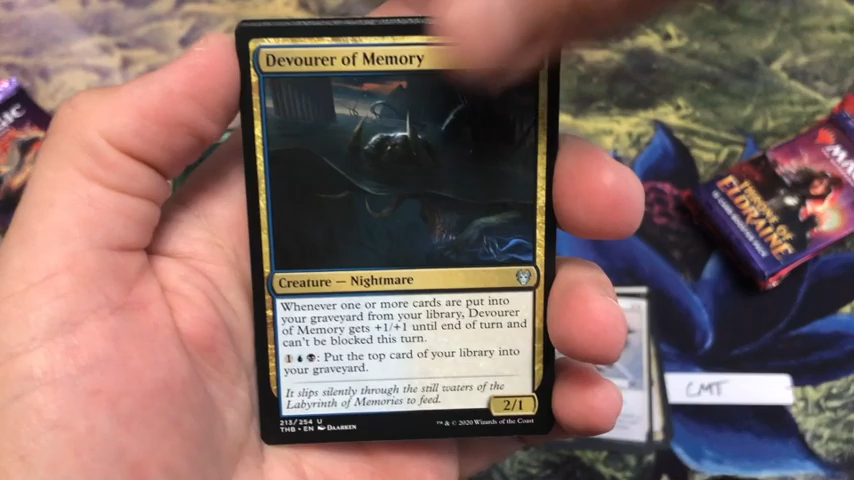 Devourer of Memory
Creature — Nightmare
Whenever one or more cards are put into
your graveyard from your library, Devourer
of Memory gets +1/+1 until end of turn and
can't be blocked this turn.
1: Put the top card of your library into
your graveyard.
It slips silently through the still waters of the
Labyrinth of Memories to feed.
2/1
213/254 U
THB • EN DAARKEN
™ & © 2020 Wizards of the Coast
THRONE OF
ELDRAINE
CMT